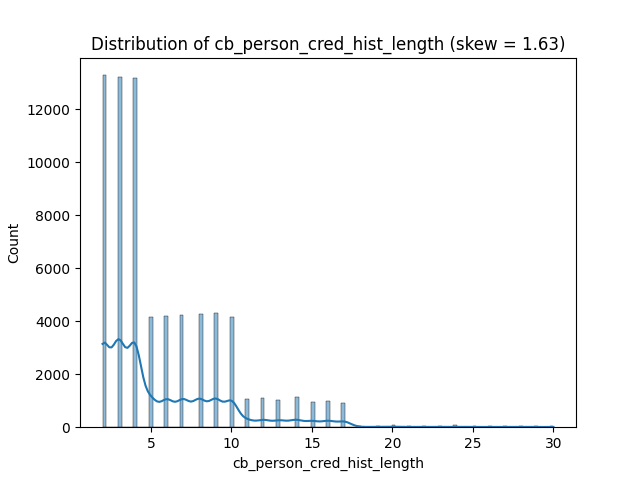 Distribution of cb_person_cred_hist_length (skew = 1.63)
Count
12000
10000
8000
6000
4000
2000
0
5 10 15 20 25 30
cb_person_cred_hist_length